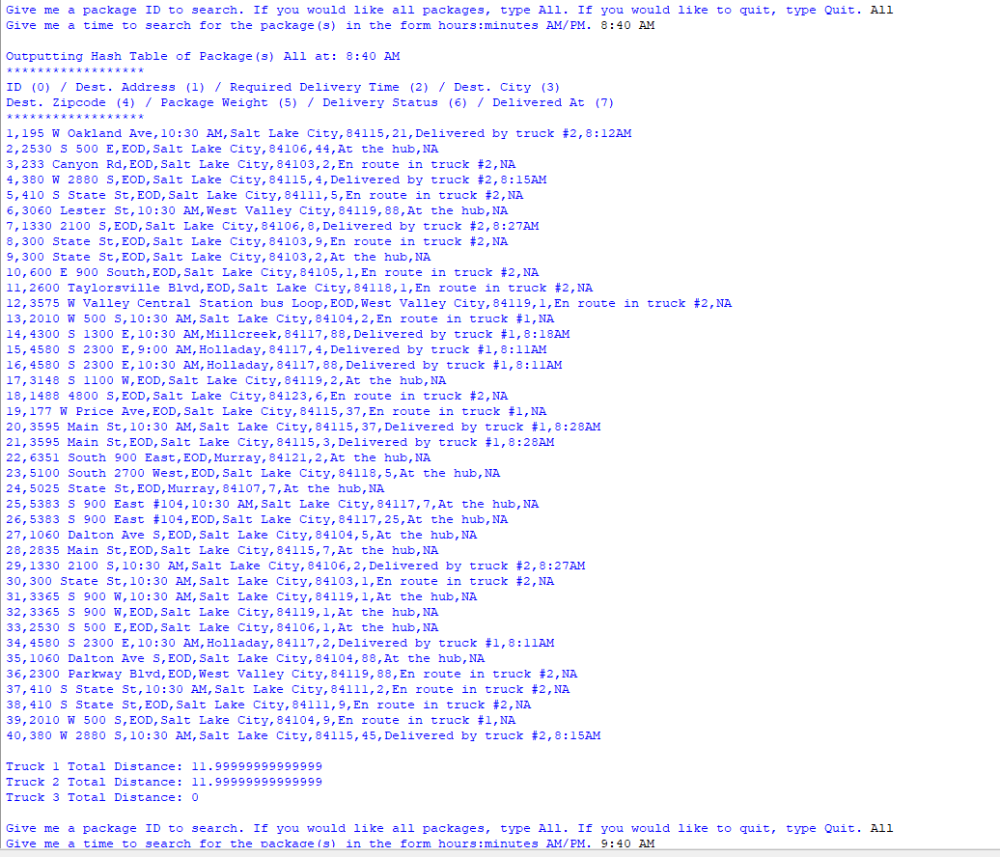 Give me a package ID to search. If you would like all packages, type All. If you would like to quit, type Quit. All
Give me a time to search for the package(s) in the form hours:minutes AM/PM. 8:40 AM
Outputting Hash Table of Package(s) All at: 8:40 AM
******************
ID (0) / Dest. Address (1) / Required Delivery Time (2) / Dest. City (3)
Dest. Zipcode (4) / Package Weight (5) / Delivery Status (6) / Delivered At (7)
******************
1,195 W Oakland Ave,10:30 AM,Salt Lake City,84115,21,Delivered by truck #2,8:12AM
2,2530 S 500 E,EOD,Salt Lake City,84106,44,At the hub,NA
3,233 Canyon Rd,EOD,Salt Lake City,84103,2,En route in truck #2,NA
4,380 W 2880 S,EOD,Salt Lake City,84115,4,Delivered by truck #2,8:15AM
5,410 S State St,EOD,Salt Lake City,84111,5,En route in truck #2,NA
6,3060 Lester St,10:30 AM,West Valley City,84119,88,At the hub,NA
7,1330 2100 S,EOD,Salt Lake City,84106,8,Delivered by truck #2,8:27AM
8,300 State St,EOD,Salt Lake City,84103,9,En route in truck #2,NA
9,300 State St,EOD,Salt Lake City,84103,2,At the hub,NA
10,600 E 900 South,EOD,Salt Lake City,84105,1,En route in truck #2,NA
11,2600 Taylorsville Blvd,EOD,Salt Lake City,84118,1,En route in truck #2,NA
12,3575 W Valley Central Station bus Loop,EOD,West Valley City,84119,1,En route in truck #2,NA
13,2010 W 500 S,10:30 AM,Salt Lake City,84104,2,En route in truck #1,NA
14,4300 S 1300 E,10:30 AM,Millcreek,84117,88,Delivered by truck #1,8:18AM
15,4580 S 2300 E,9:00 AM,Holladay,84117,4,Delivered by truck #1,8:11AM
16,4580 S 2300 E,10:30 AM,Holladay,84117,88,Delivered by truck #1,8:11AM
17,3148 S 1100 W,EOD,Salt Lake City,84119,2,At the hub,NA
18,1488 4800 S,EOD,Salt Lake City,84123,6,En route in truck #2,NA
19,177 W Price Ave,EOD,Salt Lake City,84115,37,En route in truck #1,NA
20,3595 Main St,10:30 AM,Salt Lake City,84115,37,Delivered by truck #1,8:28AM
21,3595 Main St,EOD,Salt Lake City,84115,3,Delivered by truck #1,8:28AM
22,6351 South 900 East,EOD,Murray,84121,2,At the hub,NA
23,5100 South 2700 West,EOD,Salt Lake City,84118,5,At the hub,NA
24,5025 State St,EOD,Murray,84107,7,At the hub,NA
25,5383 S 900 East #104,10:30 AM,Salt Lake City,84117,7,At the hub,NA
26,5383 S 900 East #104,EOD,Salt Lake City,84117,25,At the hub,NA
27,1060 Dalton Ave S,EOD,Salt Lake City,84104,5,At the hub,NA
28,2835 Main St,EOD,Salt Lake City,84115,7,At the hub,NA
29,1330 2100 S,10:30 AM,Salt Lake City,84106,2,Delivered by truck #2,8:27AM
30,300 State St,10:30 AM,Salt Lake City,84103,1,En route in truck #2,NA
31,3365 S 900 W,10:30 AM,Salt Lake City,84119,1,At the hub,NA
32,3365 S 900 W,EOD,Salt Lake City,84119,1,At the hub,NA
33,2530 S 500 E,EOD,Salt Lake City,84106,1,At the hub,NA
34,4580 S 2300 E,10:30 AM,Holladay,84117,2,Delivered by truck #1,8:11AM
35,1060 Dalton Ave S,EOD,Salt Lake City,84104,88,At the hub,NA
36,2300 Parkway Blvd,EOD,West Valley City,84119,88,En route in truck #2,NA
37,410 S State St,10:30 AM,Salt Lake City,84111,2,En route in truck #2,NA
38,410 S State St,EOD,Salt Lake City,84111,9,En route in truck #2,NA
39,2010 W 500 S,EOD,Salt Lake City,84104,9,En route in truck #1,NA
40,380 W 2880 S,10:30 AM,Salt Lake City,84115,45,Delivered by truck #2,8:15AM
Truck 1 Total Distance: 11.99999999999999
Truck 2 Total Distance: 11.99999999999999
Truck 3 Total Distance: 0
Give me a package ID to search. If you would like all packages, type All. If you would like to quit, type Quit. All
Give me a time to search for the package(s) in the form hours:minutes AM/PM. 9:40 AM